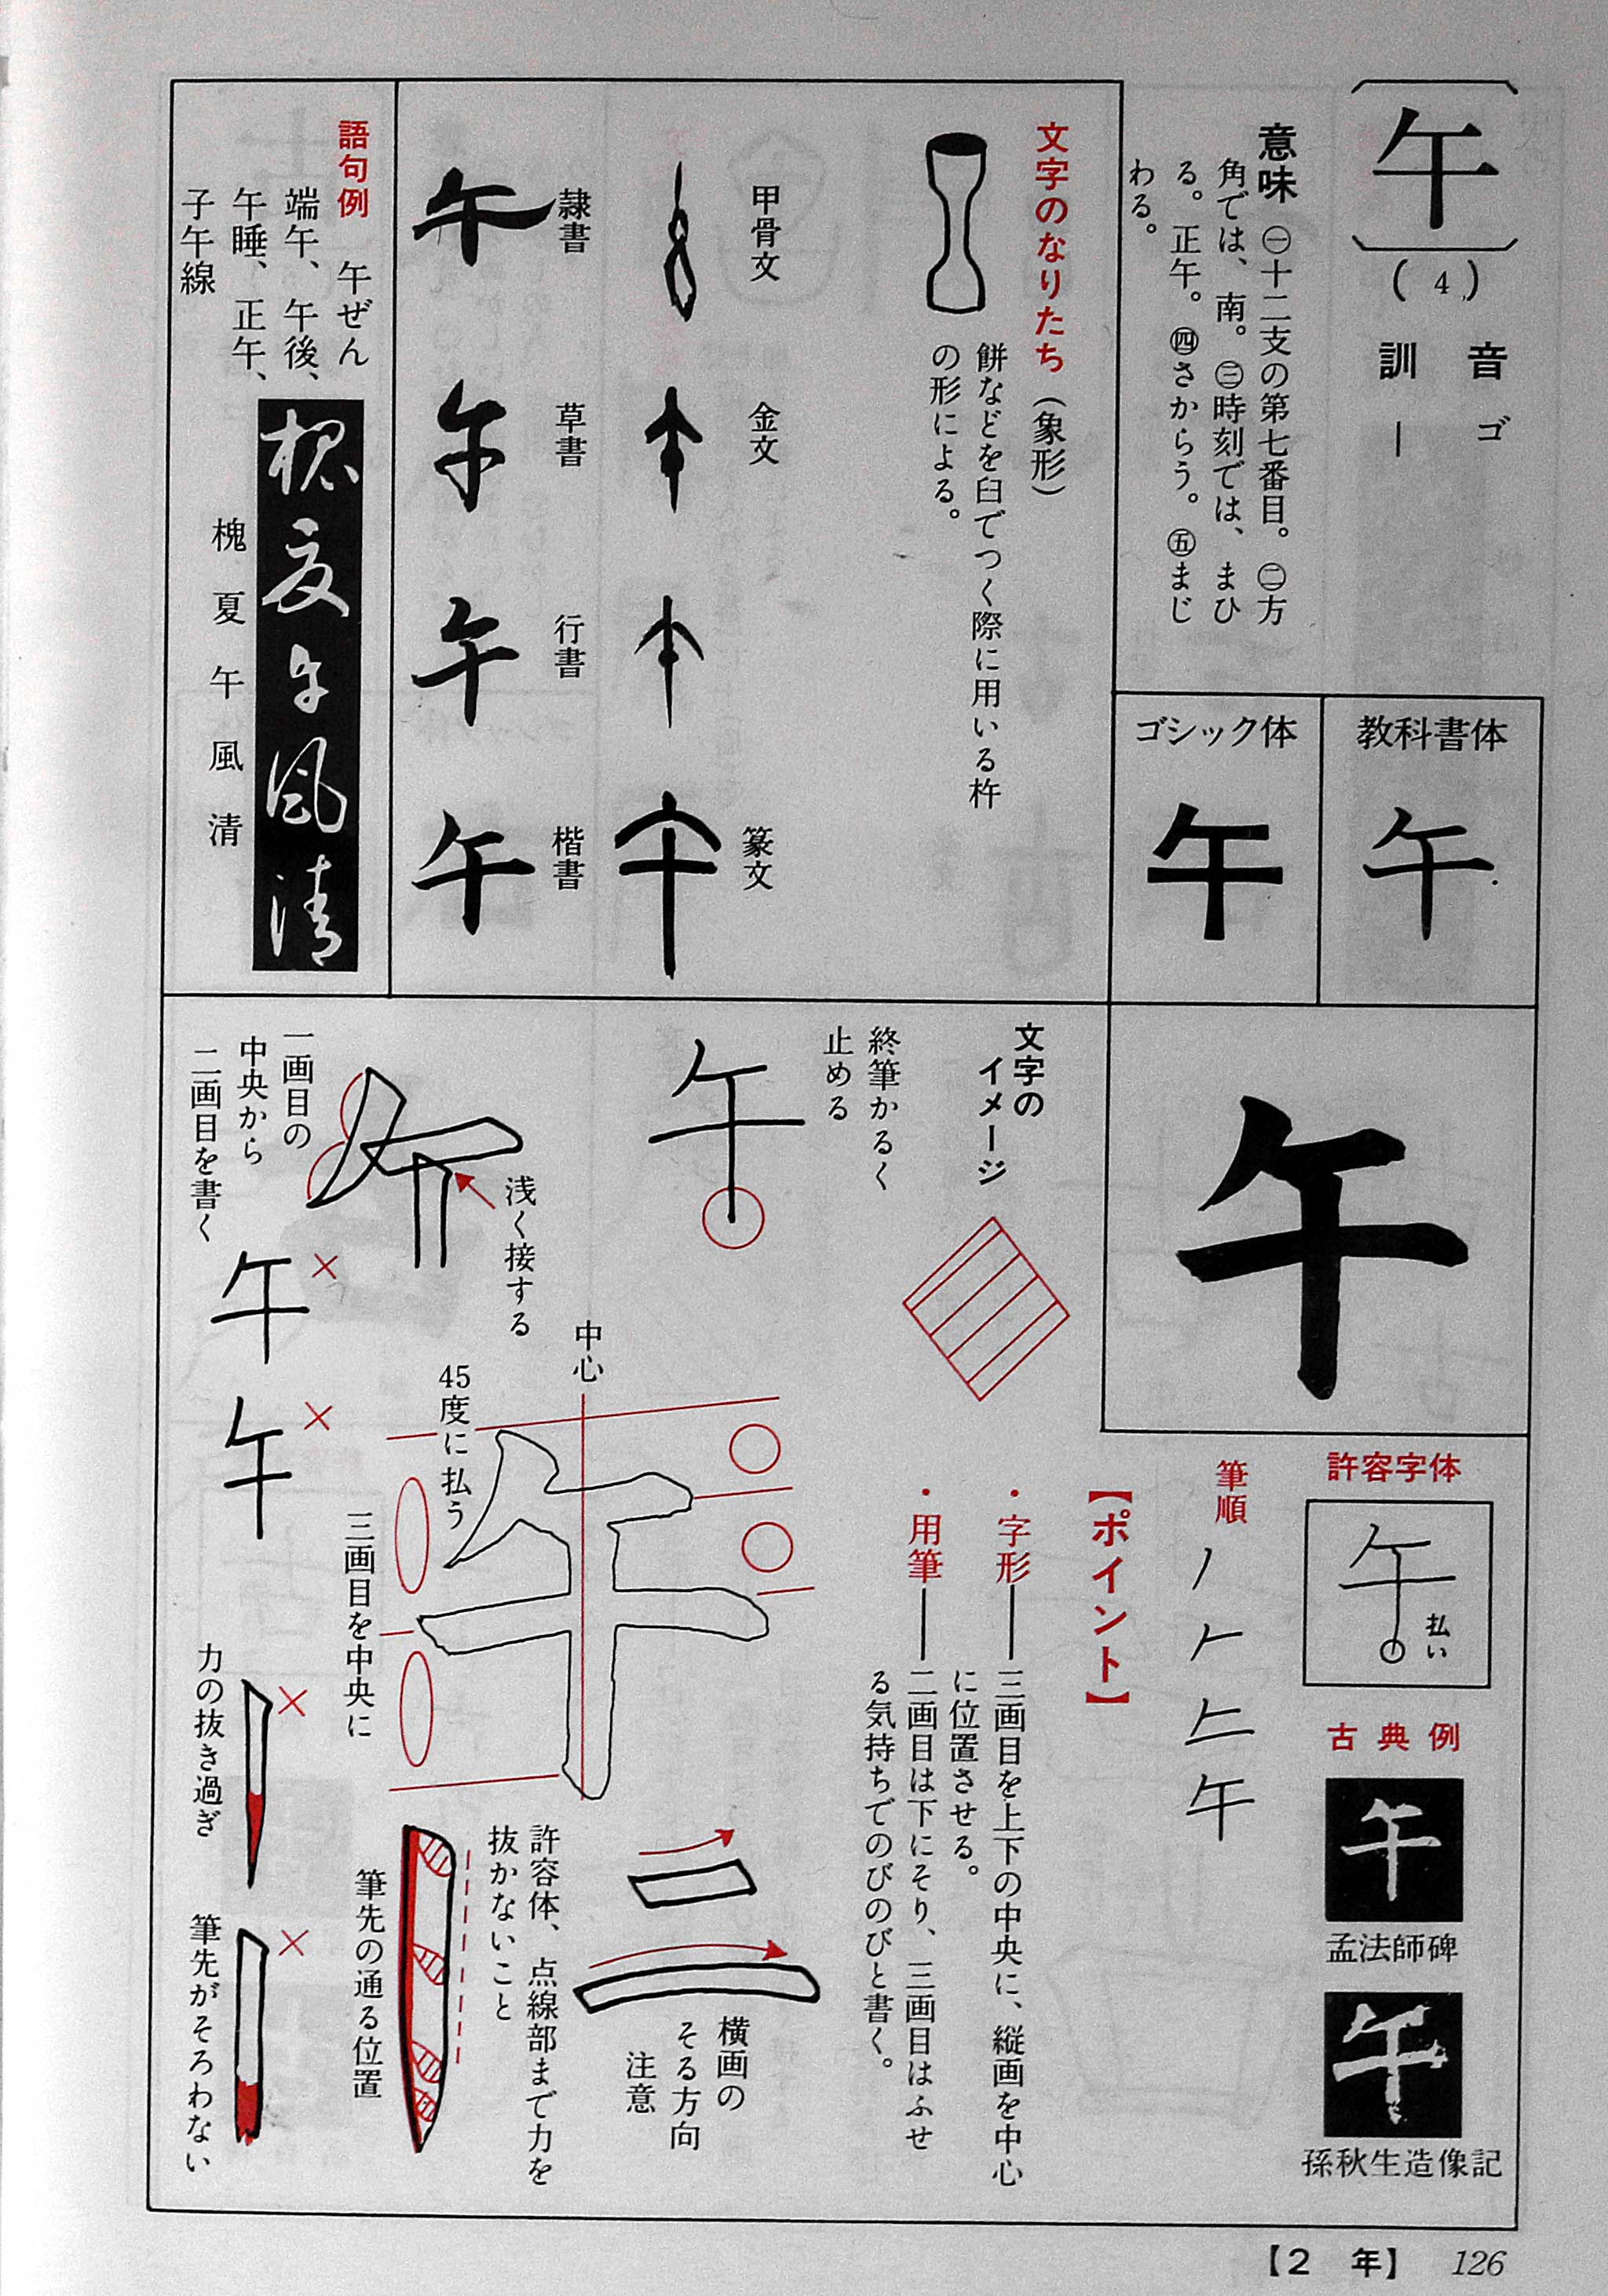 午
(4)
音 ゴ
訓 ー
意味 ㊀十二支の第七番目。㊁方
角では、南。㊂時刻では、まひ
る。正午。㊃さからう。㊄まじ
わる。
教科書体
午
ゴシック体
午
文字のなりたち(象形)
餅などを臼でつく際に用いる杵
の形による。
甲骨文
金文
篆文
隷書
午
草書
午
行書
午
楷書
午
語句例 午ぜん
端午、午後、
午睡、正午、
子午線
槐夏午風清
槐夏午風清
午
許容字体
午
払い
古典例
午
孟法師碑
午
孫秋生造像記
筆順
午
【ポイント】
・字形―三画目を上下の中央に、縦画を中心
に位置させる。
・用筆―二画目は下にそり、三画目はふせ
る気持ちでのびのびと書く。
文字の
イメージ
終筆かるく
止める
午
浅く接する
一画目の
中央から
二画目を書く
午
×
午
×
中心
45度に払う
三画目を中央に
横画の
そる方向
注意
許容体、点線部まで力を
抜かないこと
筆先の通る位置
×
力の抜き過ぎ
×
筆先がそろわない
【2 年】 126